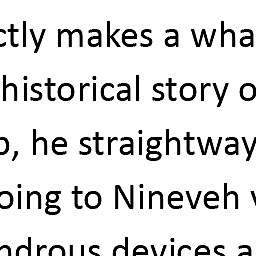 ctly makes a wha
historical story o
o, he straightway
oing to Nineveh v
ndrous devices a